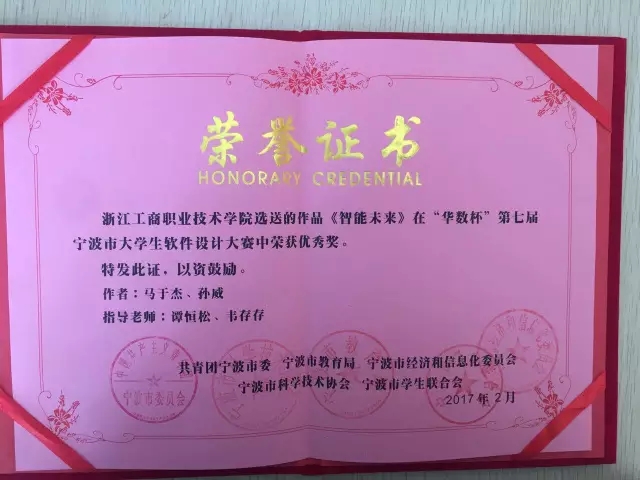 荣誉证书
HONORARY CREDENTIAL
浙江工商职业技术学院选送的作品《智能未来》在“华数杯”第七届
宁波市大学生软件设计大赛中荣获优秀奖。
特发此证，以资鼓励。
作者：马于杰、孙威
指导老师：谭恒松、韦存存
共青团宁波市委 宁波市教育局 宁波市经济和信息化委员会
宁波市科学技术协会 宁波市学生联合会
2017年2月
宁波市委员会